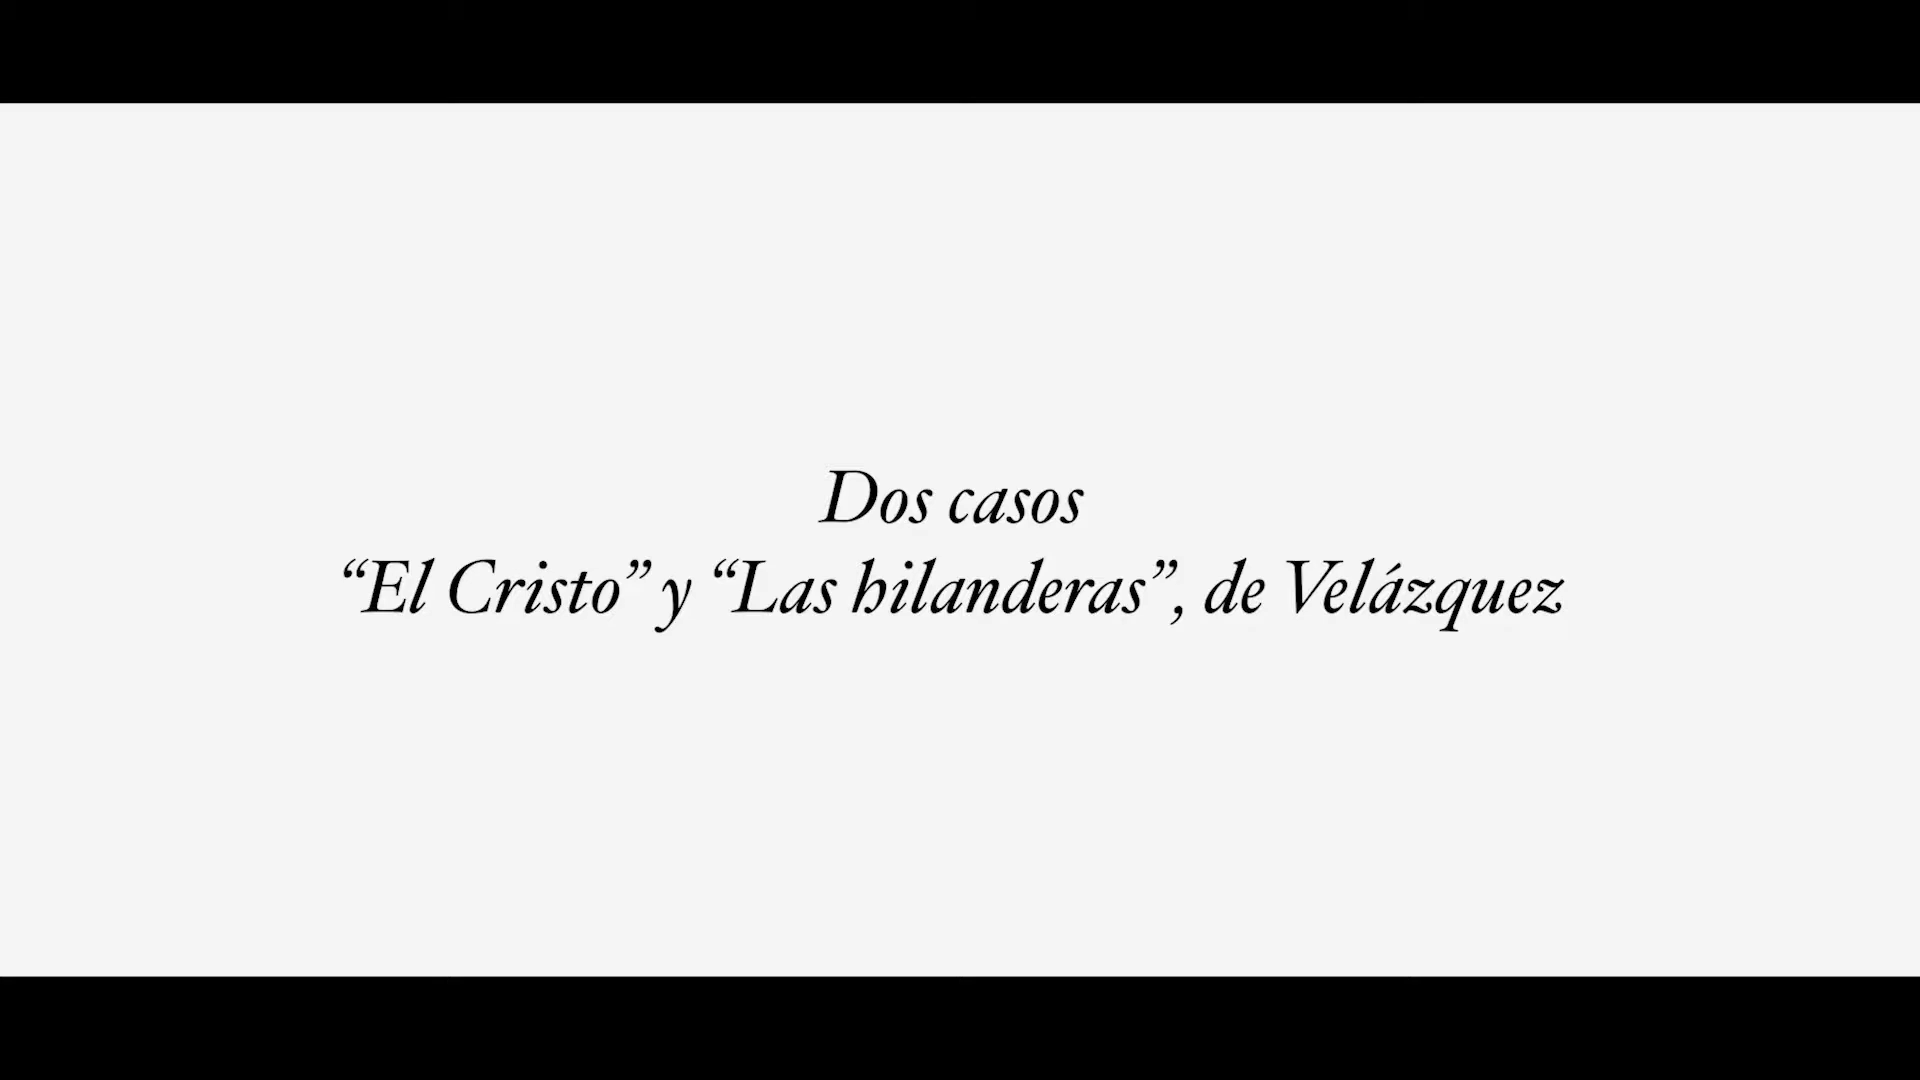 Dos casos
“El Cristo” y “Las hilanderas”, de Velázquez